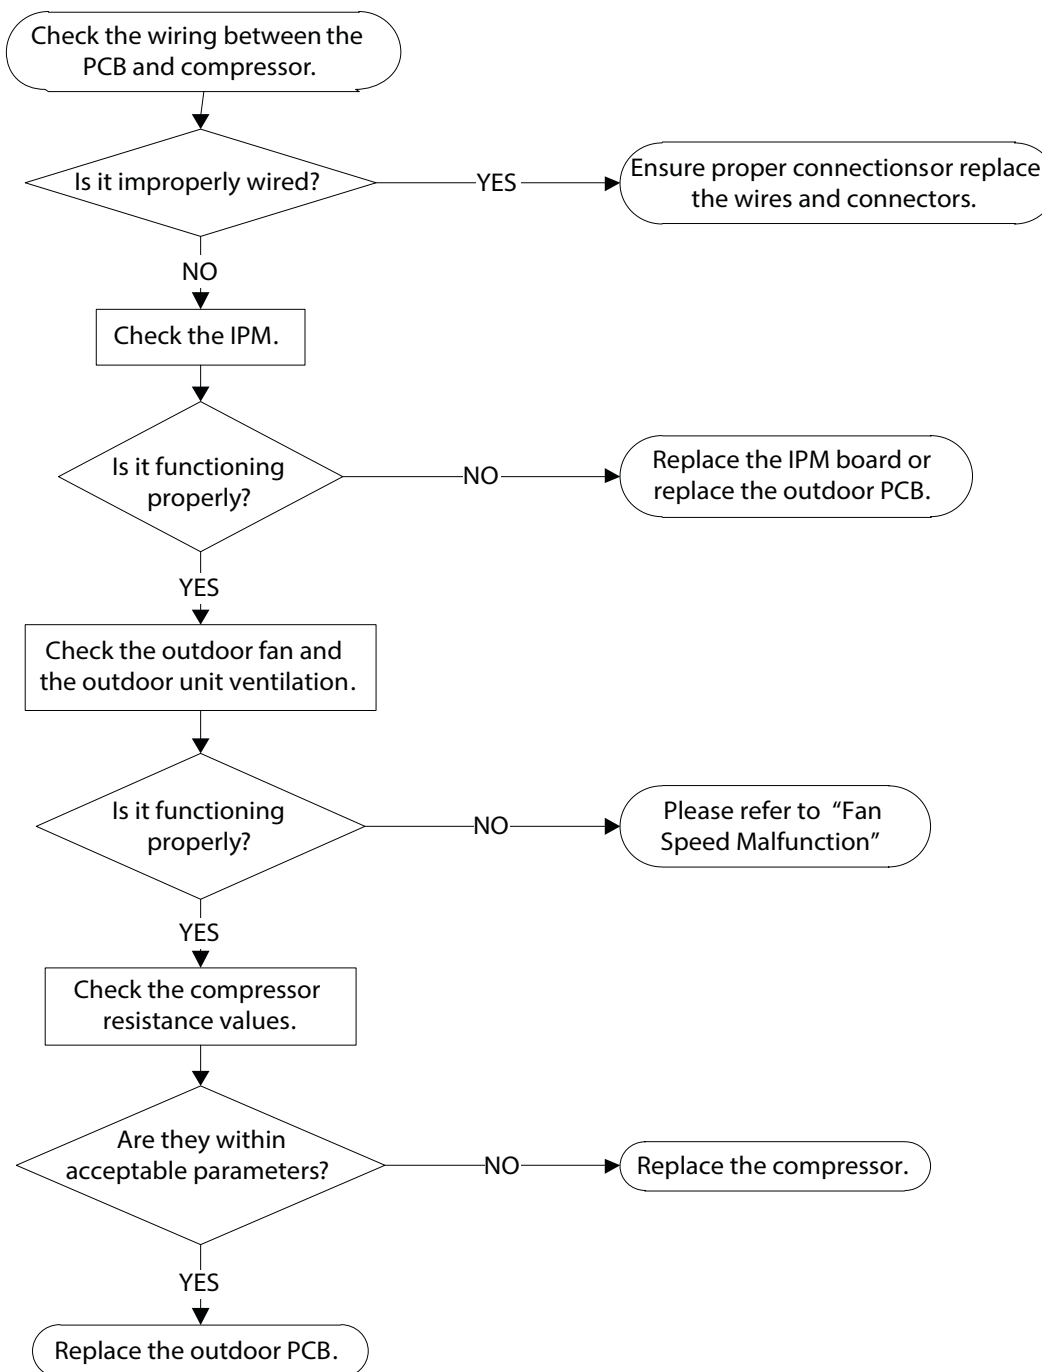 Check the wiring between the
PCB and compressor.
Is it improperly wired?
YES
Ensure proper connectionsor replace
the wires and connectors.
NO
Check the IPM.
Is it functioning
properly?
NO
Replace the IPM board or
replace the outdoor PCB.
YES
Check the outdoor fan and
the outdoor unit ventilation.
Is it functioning
properly?
NO
Please refer to “Fan
Speed Malfunction”
YES
Check the compressor
resistance values.
Are they within
acceptable parameters?
NO
Replace the compressor.
YES
Replace the outdoor PCB.